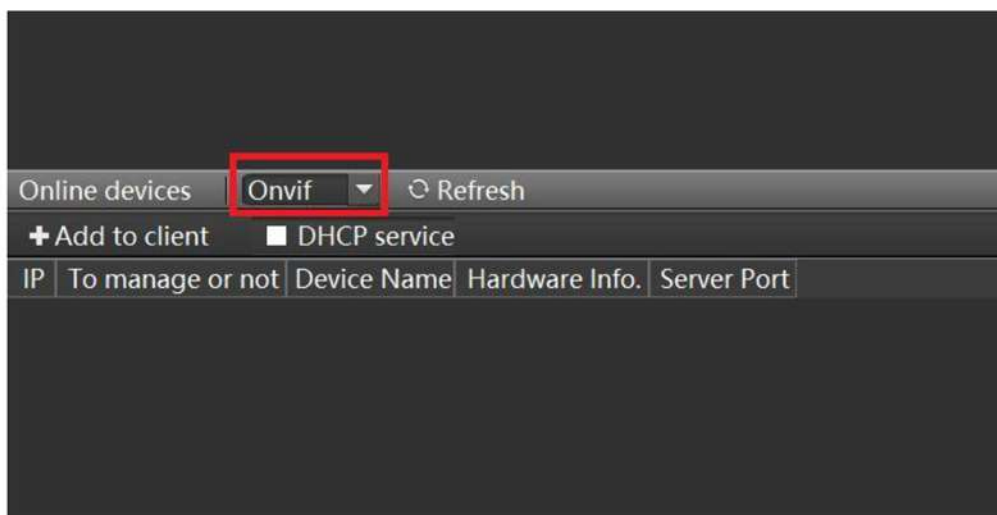 Online devices Onvif Refresh
Add to client DHCP service
IP To manage or not Device Name Hardware Info. Server Port